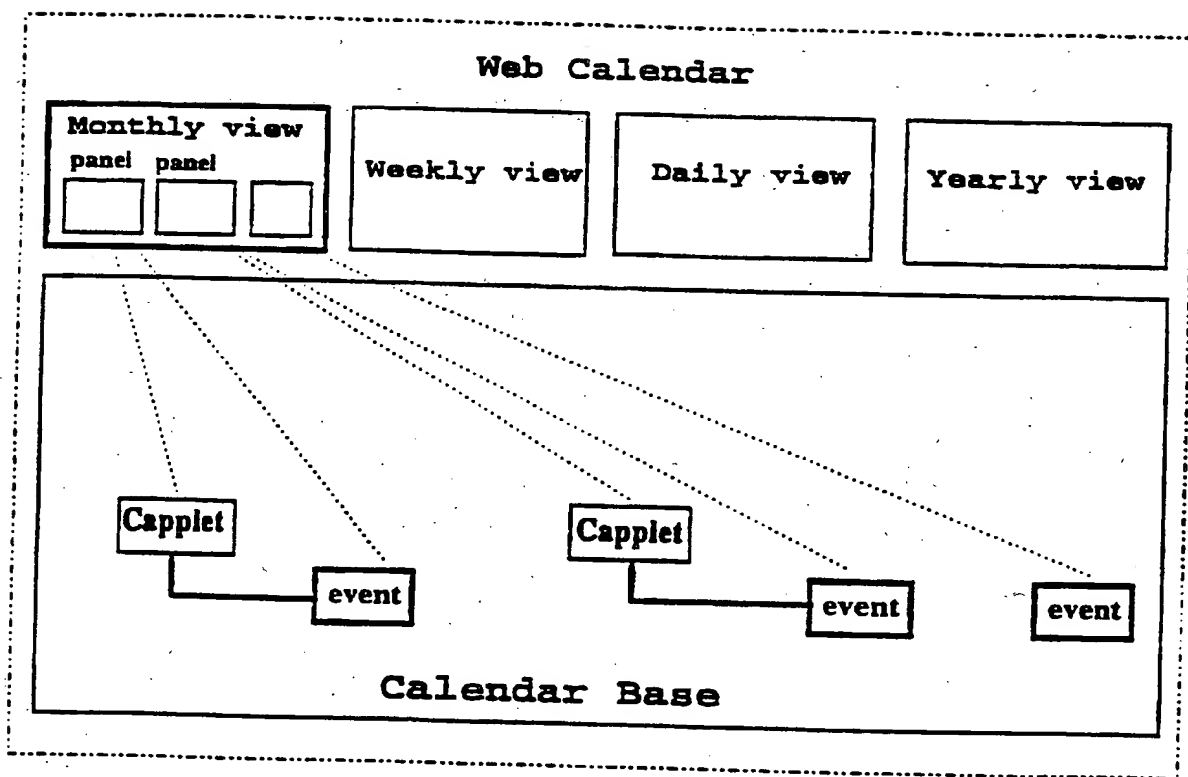 Web Calendar
Monthly view
panel panel
Weekly view
Daily view
Yearly view
Capplet
Capplet
event
event
event
Calendar Base